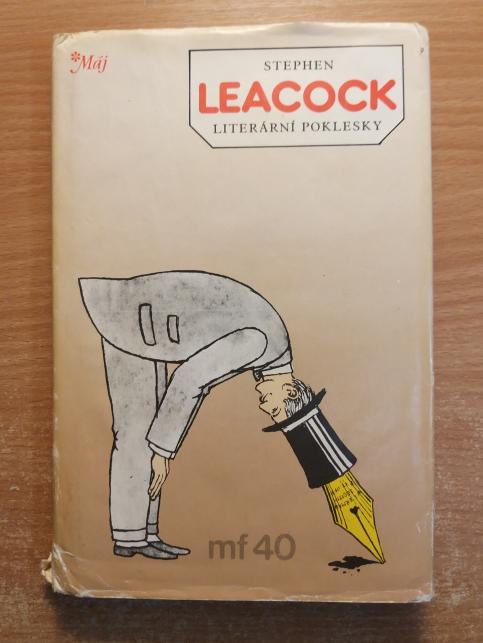 *Máj
STEPHEN
LEACOCK
LITERÁRNÍ POKLESKY
mf 40